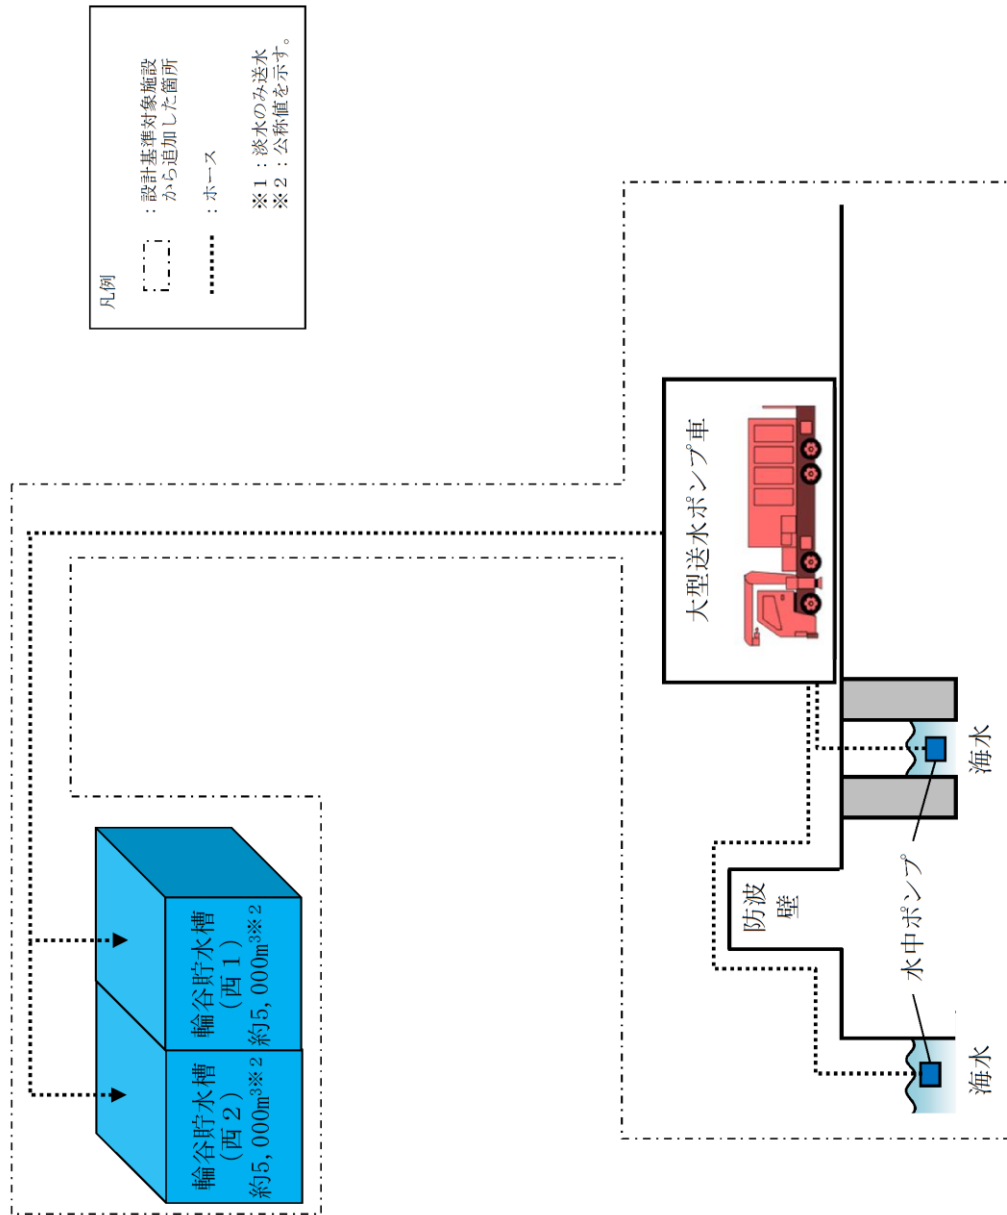 輪谷貯水槽
(西2)
約5,000m³※2
輪谷貯水槽
(西1)
約5,000m³※2
凡例
：設計基準対象施設
から追加した箇所
：ホース
※1：淡水のみ送水
※2：公称値を示す。
大型送水ポンプ車
防波
壁
水中ポンプ
海水
海水